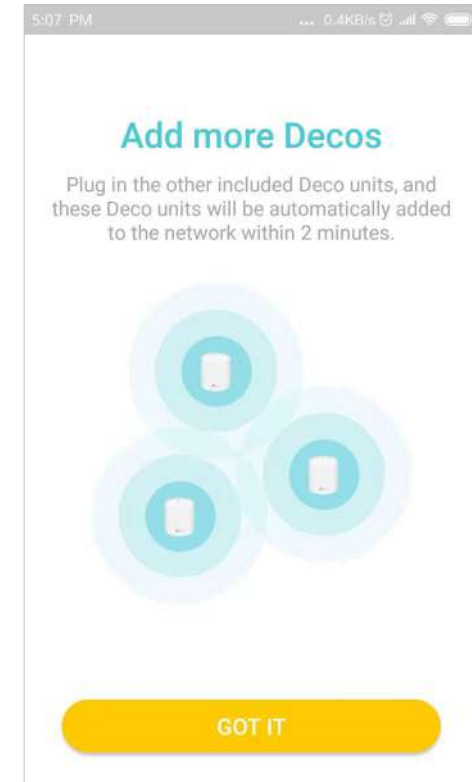 5:07 PM ... 0.4KB/s
Add more Decos
Plug in the other included Deco units, and
these Deco units will be automatically added
to the network within 2 minutes.
GOT IT